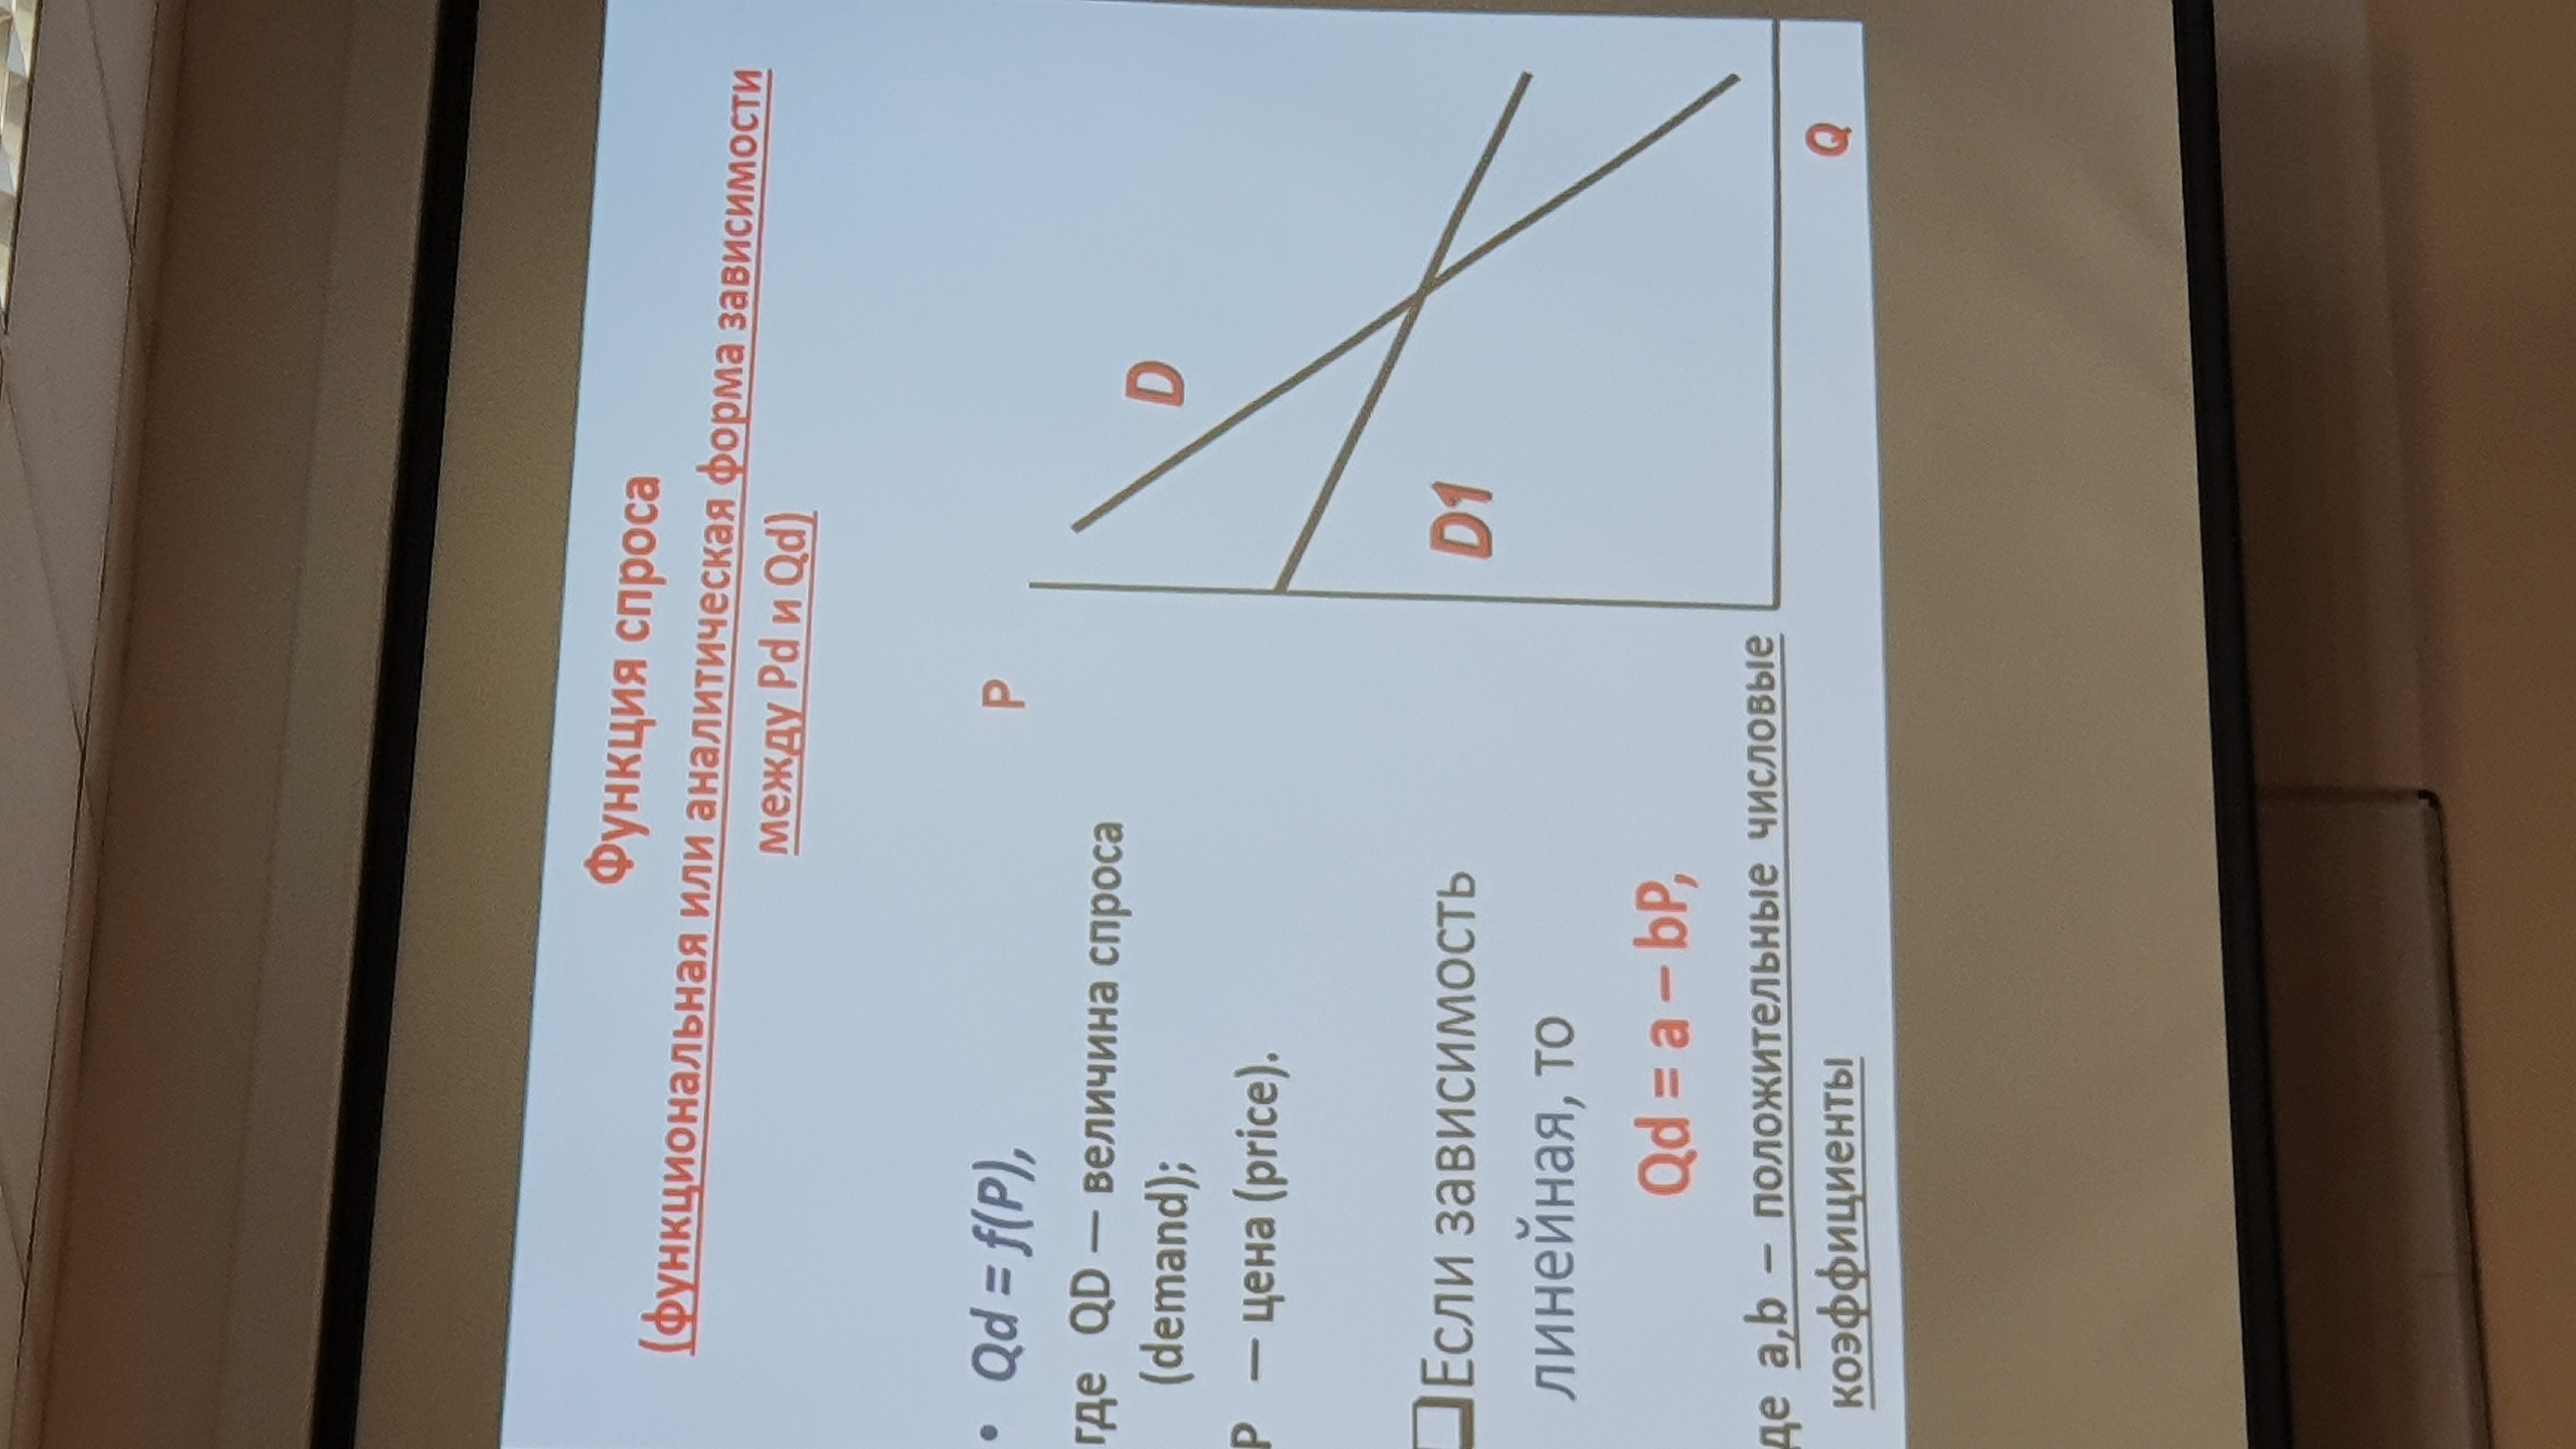 Функция спроса
(функциональная или аналитическая форма зависимости
между Pd и Qd)
• Qd = f(P),
где QD — величина спроса
(demand);
P — цена (price).
❑Если зависимость
линейная, то
Qd = a – bP,
де a,b – положительные числовые
коэффициенты
P
D
D1
Q